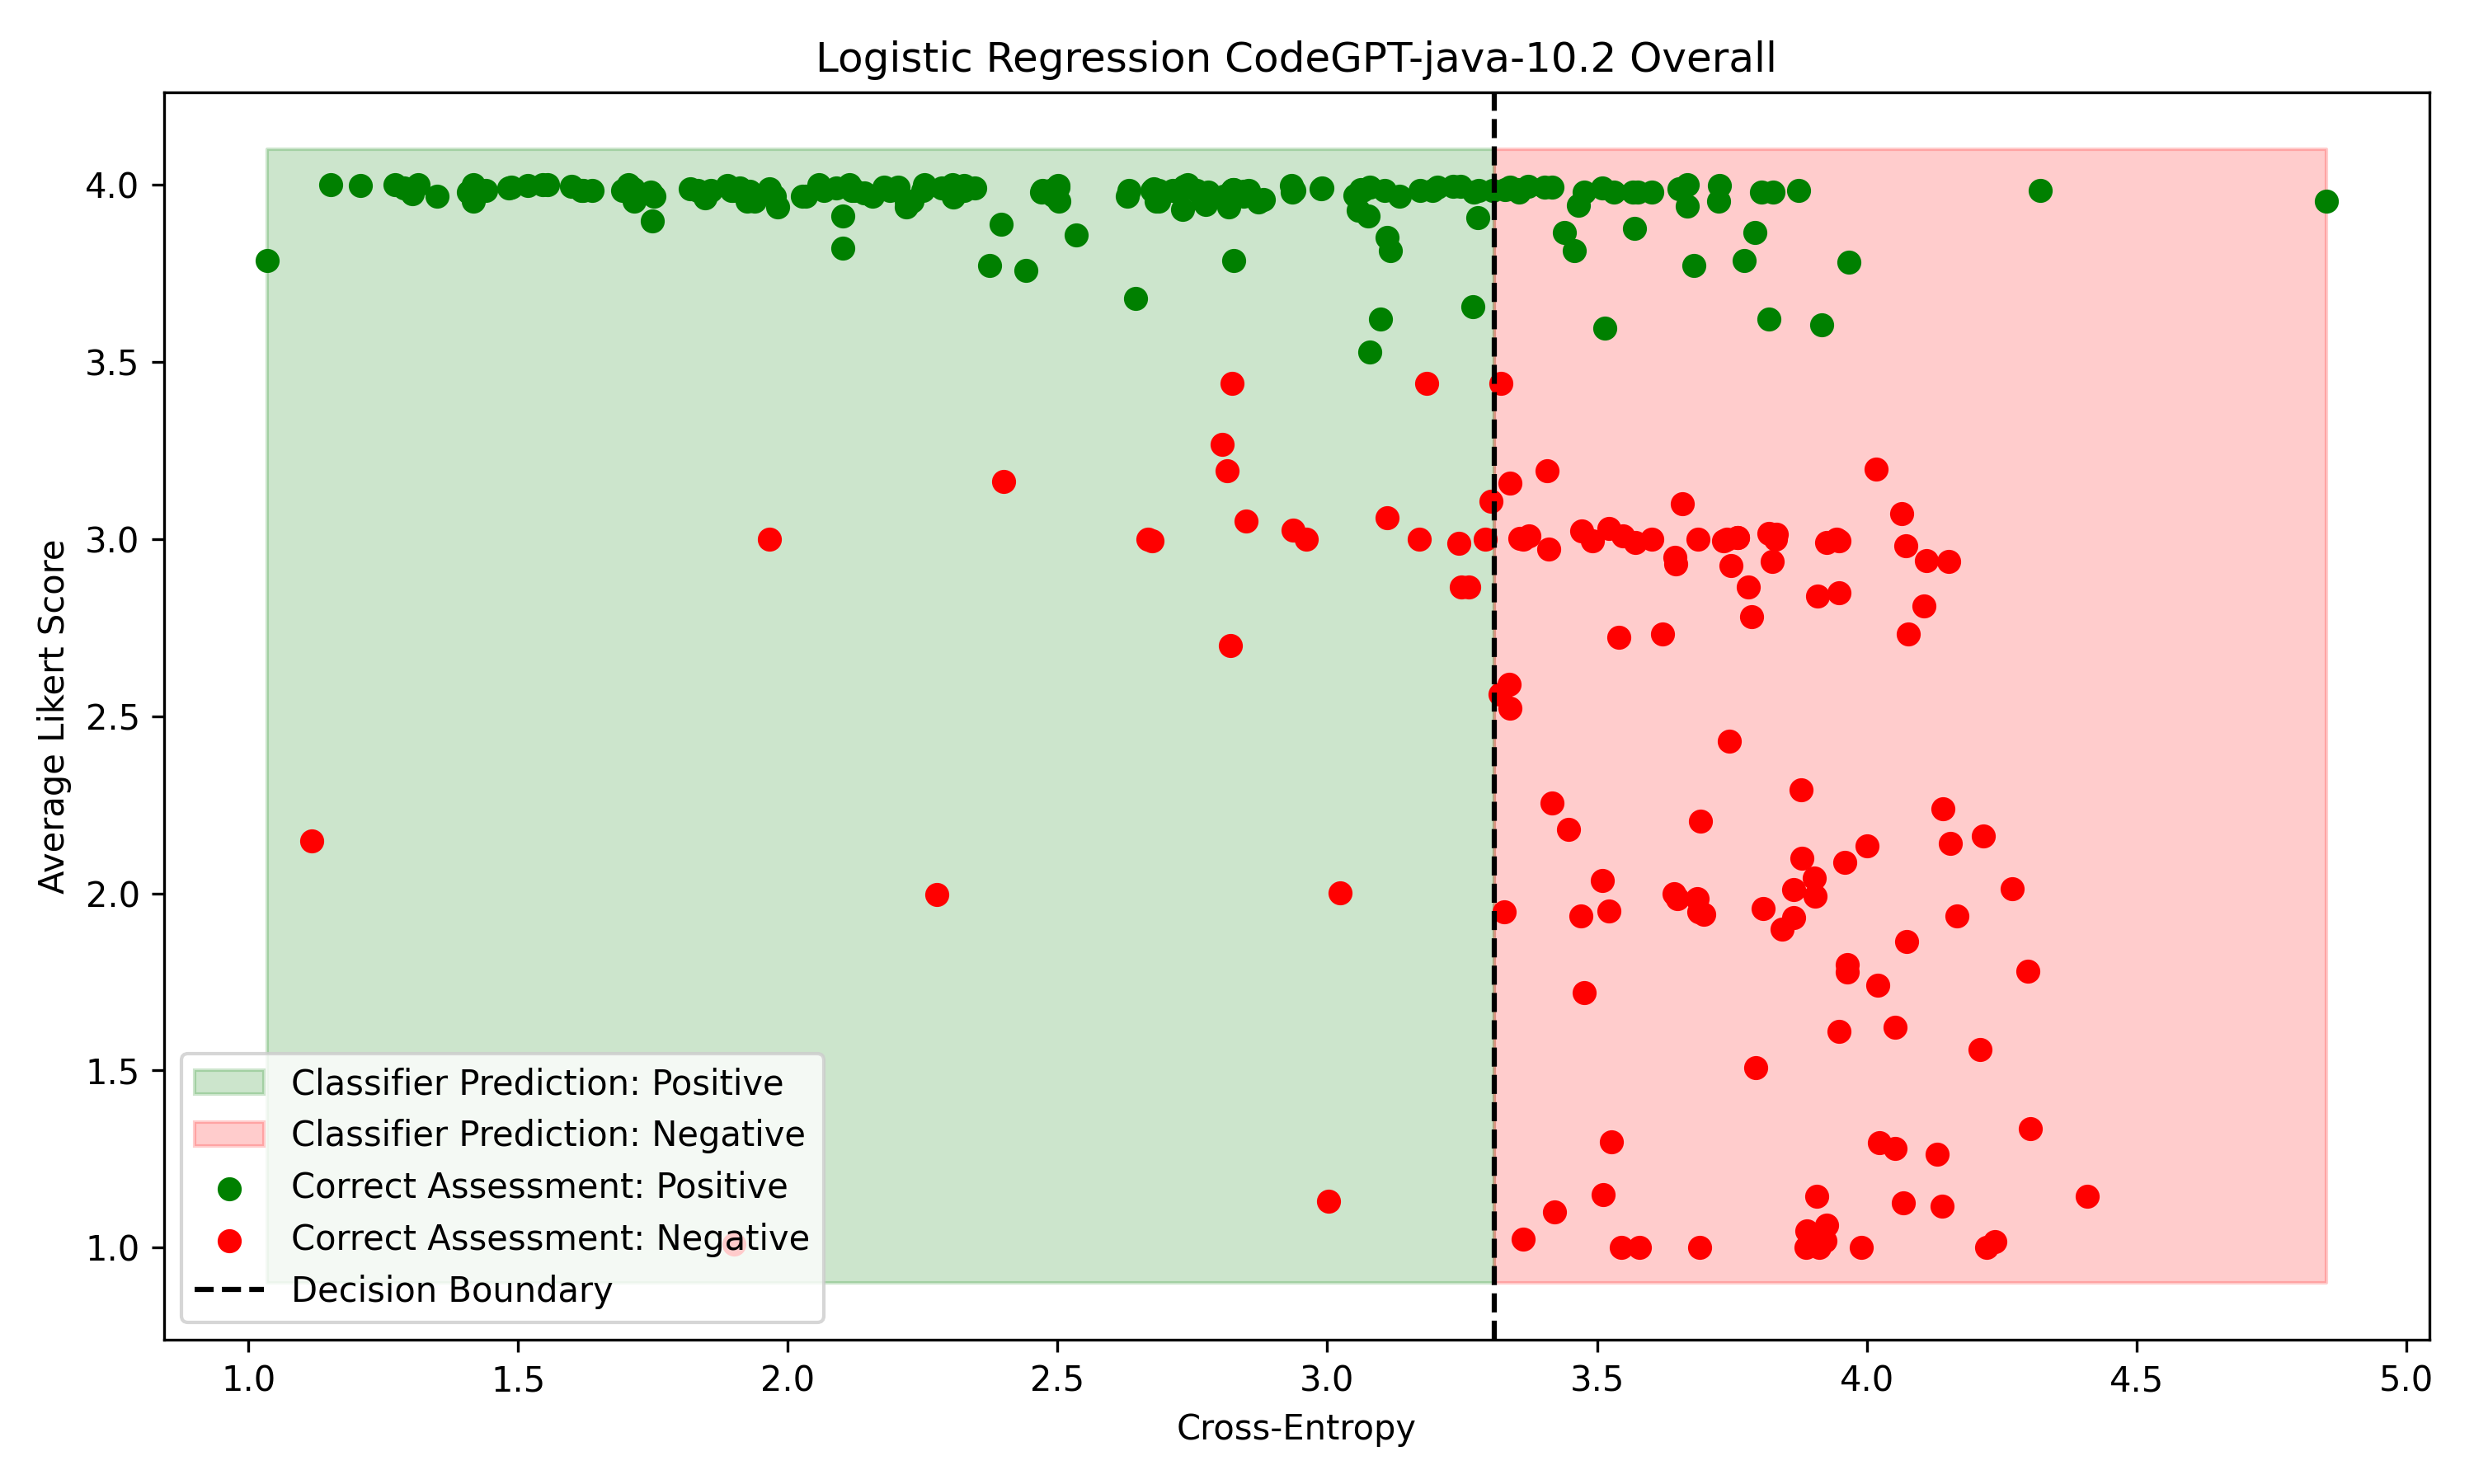 Logistic Regression CodeGPT-java-10.2 Overall
Average Likert Score
4.0
3.5
3.0
2.5
2.0
1.5
1.0
Classifier Prediction: Positive
Classifier Prediction: Negative
Correct Assessment: Positive
Correct Assessment: Negative
Decision Boundary
1.0 1.5 2.0 2.5 3.0 3.5 4.0 4.5 5.0
Cross-Entropy